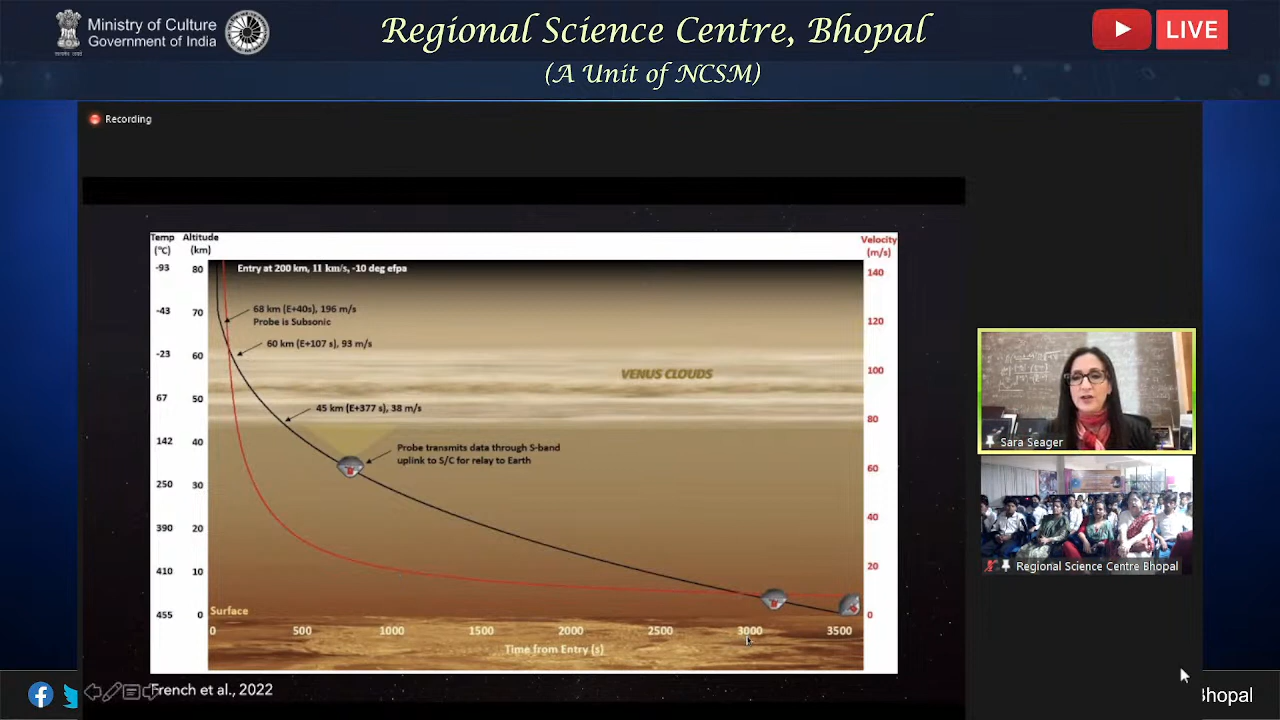 Ministry of Culture
Government of India
Regional Science Centre, Bhopal
(A Unit of NCSM)
LIVE
Recording
Temp
(°C)
Altitude
(km)
Velocity
(m/s)
-93 80 140
Entry at 200 km, 11 km/s, -10 deg efpa
68 km (E+40s), 196 m/s
Probe is Subsonic
-43 70 120
60 km (E+107 s), 93 m/s
-23 60 100
VENUS CLOUDS
67 50 80
45 km (E+377 s), 38 m/s
142 40
Probe transmits data through S-band
uplink to S/C for relay to Earth
60
250 30
40
390 20
20
410 10
Surface
455 0 0
0 500 1000 1500 2000 2500 3000 3500
Time from Entry (s)
French et al., 2022
Sara Seager
Regional Science Centre Bhopal
Bhopal